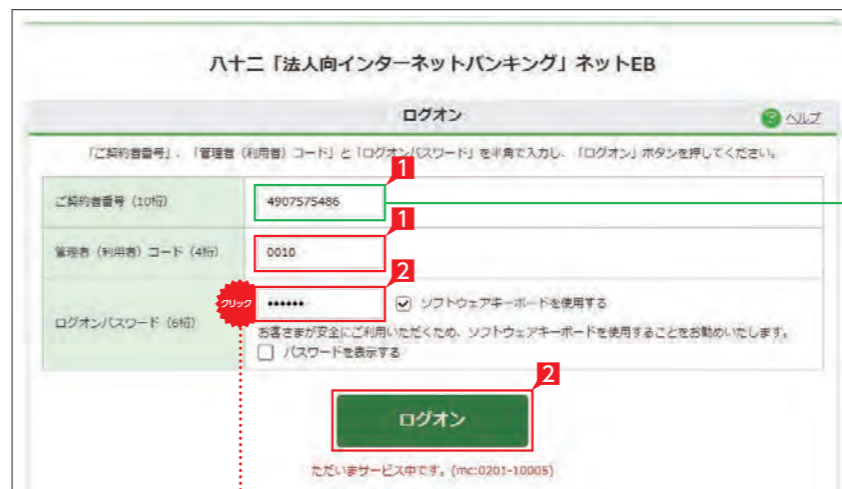 八十二「法人向インターネットバンキング」ネットEB
ログオン
? ヘルプ
「ご契約者番号」、「管理者（利用者）コード」と「ログオンパスワード」を半角で入力し、「ログオン」ボタンを押してください。
1
ご契約者番号（10桁）
4907575486
1
管理者（利用者）コード（4桁）
0010
2
クリック
••••••
ソフトウェアキーボードを使用する
ログオンパスワード（6桁）
お客さまが安全にご利用いただくため、ソフトウェアキーボードを使用することをお勧めいたします。
パスワードを表示する
2
ログオン
ただいまサービス中です。(mc:0201-10005)